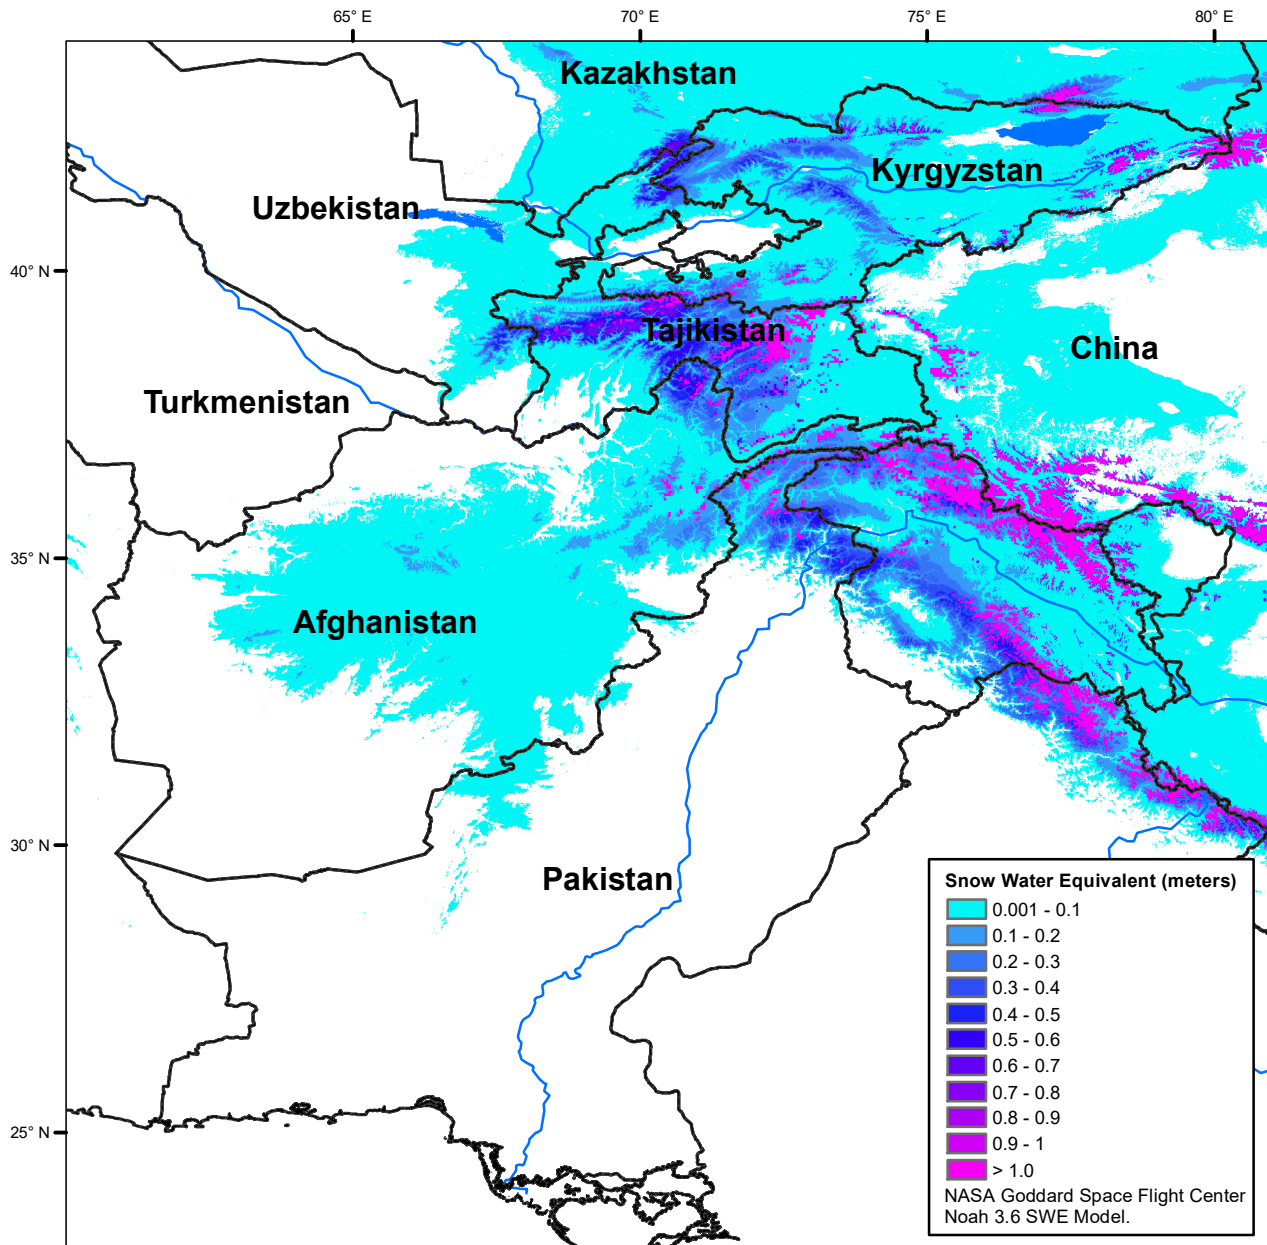 65° E
70° E
75° E
80° E
Kazakhstan
Kyrgyzstan
Uzbekistan
40° N
Tajikistan
China
Turkmenistan
35° N
Afghanistan
30° N
Pakistan
25° N
Snow Water Equivalent (meters)
0.001 - 0.1
0.1 - 0.2
0.2 - 0.3
0.3 - 0.4
0.4 - 0.5
0.5 - 0.6
0.6 - 0.7
0.7 - 0.8
0.8 - 0.9
0.9 - 1
> 1.0
NASA Goddard Space Flight Center
Noah 3.6 SWE Model.